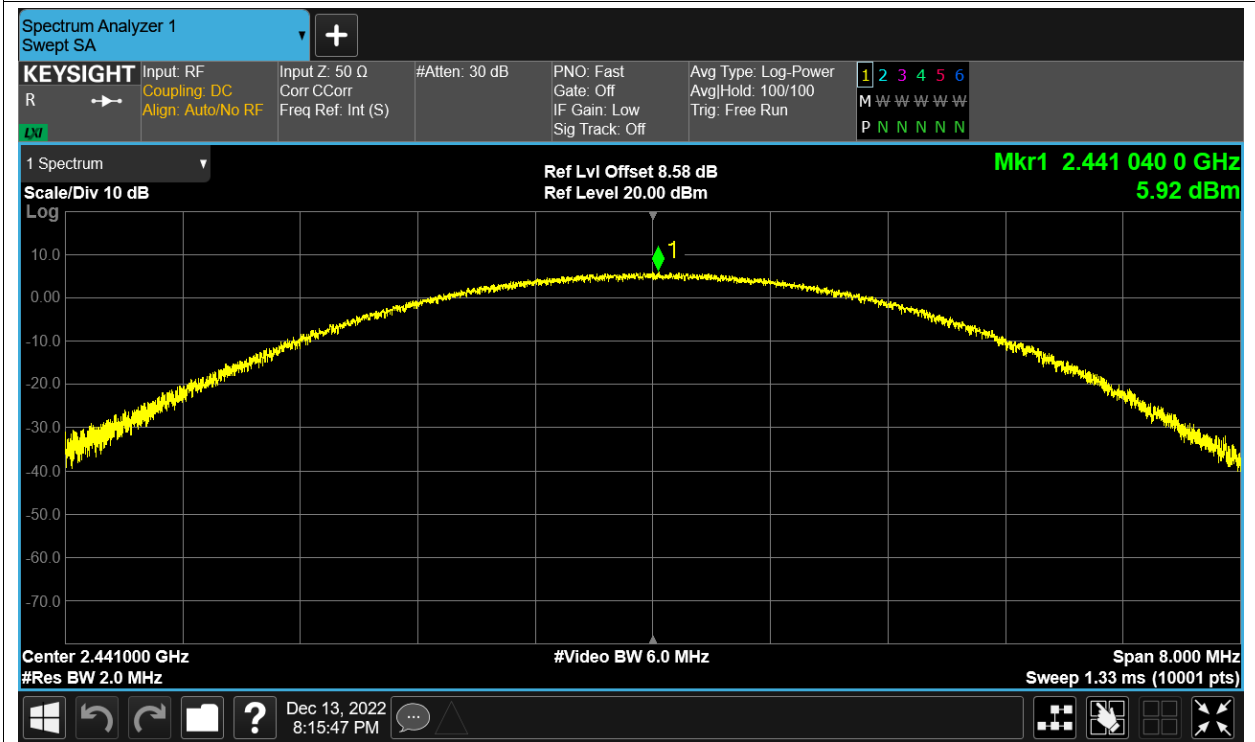 Spectrum Analyzer 1
Swept SA
KEYSIGHT
R
LXI
Input: RF
Coupling: DC
Align: Auto/No RF
Input Z: 50 Ω
Corr CCorr
Freq Ref: Int (S)
#Atten: 30 dB
PNO: Fast
Gate: Off
IF Gain: Low
Sig Track: Off
Avg Type: Log-Power
Avg|Hold: 100/100
Trig: Free Run
1 2 3 4 5 6
M W W W W W
P N N N N N
1 Spectrum
Scale/Div 10 dB
Log
Ref Lvl Offset 8.58 dB
Ref Level 20.00 dBm
Mkr1 2.441 040 0 GHz
5.92 dBm
1
10.0
0.00
-10.0
-20.0
-30.0
-40.0
-50.0
-60.0
-70.0
Center 2.441000 GHz
#Video BW 6.0 MHz
Span 8.000 MHz
#Res BW 2.0 MHz
Sweep 1.33 ms (10001 pts)
?
Dec 13, 2022
8:15:47 PM